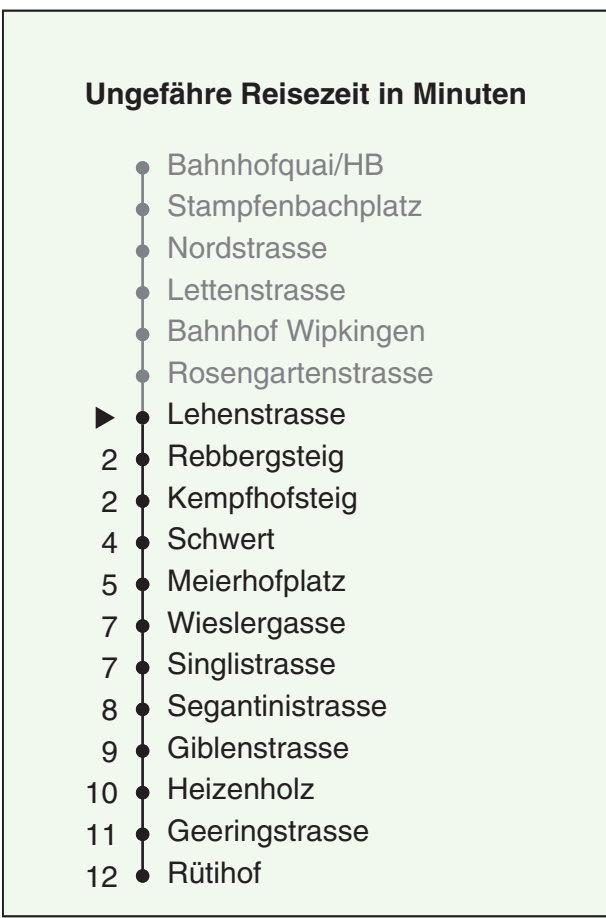 Ungefähre Reisezeit in Minuten
Bahnhofquai/HB
Stampfenbachplatz
Nordstrasse
Lettenstrasse
Bahnhof Wipkingen
Rosengartenstrasse
Lehenstrasse
2 Rebbergsteig
2 Kempfhofsteig
4 Schwert
5 Meierhofplatz
7 Wieslergasse
7 Singlistrasse
8 Segantinistrasse
9 Giblenstrasse
10 Heizenholz
11 Geeringstrasse
12 Rütihof